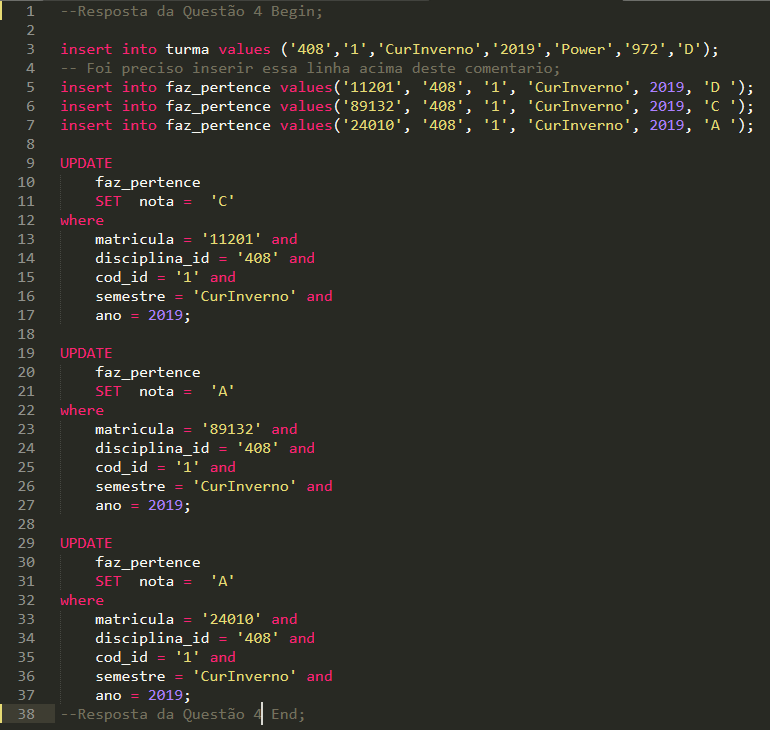 1 --Resposta da Questão 4 Begin;
2
3 insert into turma values ('408','1','CurInverno','2019','Power','972','D');
4 -- Foi preciso inserir essa linha acima deste comentario;
5 insert into faz_pertence values('11201', '408', '1', 'CurInverno', 2019, 'D ');
6 insert into faz_pertence values('89132', '408', '1', 'CurInverno', 2019, 'C ');
7 insert into faz_pertence values('24010', '408', '1', 'CurInverno', 2019, 'A ');
8
9 UPDATE
10 faz_pertence
11 SET nota = 'C'
12 where
13 matricula = '11201' and
14 disciplina_id = '408' and
15 cod_id = '1' and
16 semestre = 'CurInverno' and
17 ano = 2019;
18
19 UPDATE
20 faz_pertence
21 SET nota = 'A'
22 where
23 matricula = '89132' and
24 disciplina_id = '408' and
25 cod_id = '1' and
26 semestre = 'CurInverno' and
27 ano = 2019;
28
29 UPDATE
30 faz_pertence
31 SET nota = 'A'
32 where
33 matricula = '24010' and
34 disciplina_id = '408' and
35 cod_id = '1' and
36 semestre = 'CurInverno' and
37 ano = 2019;
38 --Resposta da Questão 4 End;